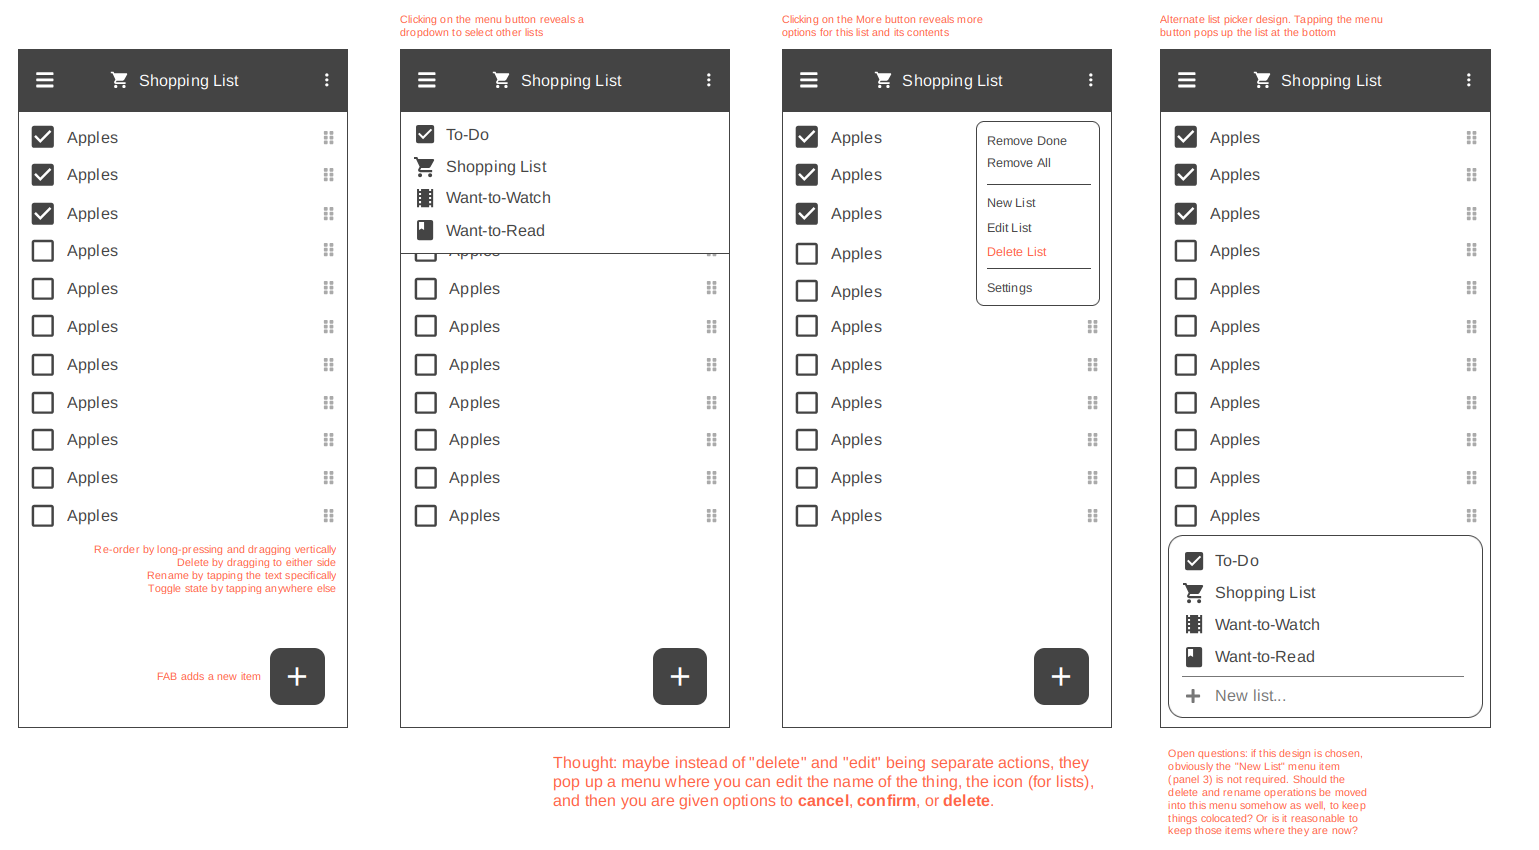 Clicking on the menu button reveals a
dropdown to select other lists
Clicking on the More button reveals more
options for this list and its contents
Alternate list picker design. Tapping the menu
button pops up the list at the bottom
Shopping List
Apples
Apples
Apples
Apples
Apples
Apples
Apples
Apples
Apples
Apples
Apples
Re-order by long-pressing and dragging vertically
Delete by dragging to either side
Rename by tapping the text specifically
Toggle state by tapping anywhere else
FAB adds a new item
Shopping List
To-Do
Shopping List
Want-to-Watch
Want-to-Read
Apples
Apples
Apples
Apples
Apples
Apples
Apples
Apples
Shopping List
Apples
Apples
Apples
Apples
Apples
Apples
Apples
Apples
Apples
Apples
Apples
Remove Done
Remove All
New List
Edit List
Delete List
Settings
Shopping List
Apples
Apples
Apples
Apples
Apples
Apples
Apples
Apples
Apples
Apples
Apples
To-Do
Shopping List
Want-to-Watch
Want-to-Read
New list...
Thought: maybe instead of "delete" and "edit" being separate actions, they
pop up a menu where you can edit the name of the thing, the icon (for lists),
and then you are given options to cancel, confirm, or delete.
Open questions: if this design is chosen,
obviously the "New List" menu item
(panel 3) is not required. Should the
delete and rename operations be moved
into this menu somehow as well, to keep
things colocated? Or is it reasonable to
keep those items where they are now?